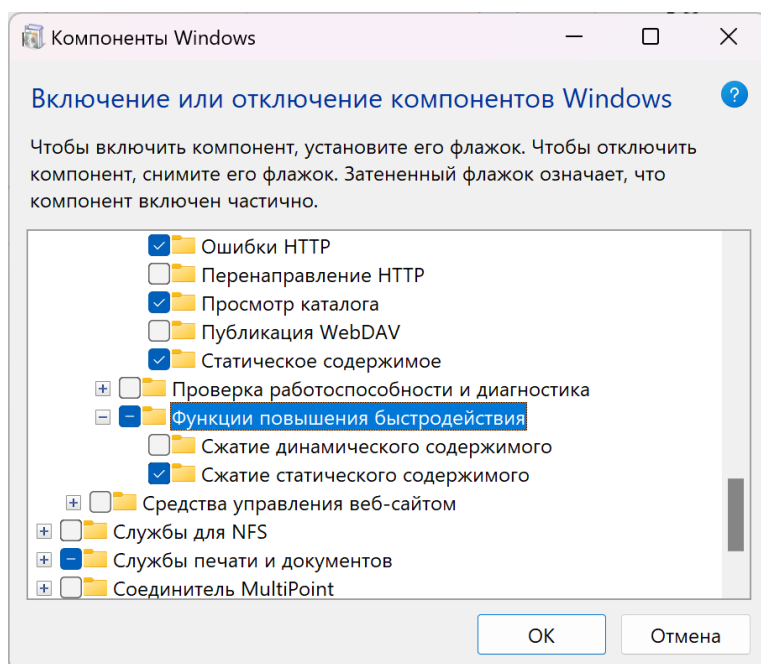 Компоненты Windows
Включение или отключение компонентов Windows
Чтобы включить компонент, установите его флажок. Чтобы отключить
компонент, снимите его флажок. Затененный флажок означает, что
компонент включен частично.
Ошибки HTTP
Перенаправление HTTP
Просмотр каталога
Публикация WebDAV
Статическое содержимое
Проверка работоспособности и диагностика
Функции повышения быстродействия
Сжатие динамического содержимого
Сжатие статического содержимого
Средства управления веб-сайтом
Службы для NFS
Службы печати и документов
Соединитель MultiPoint
ОК
Отмена